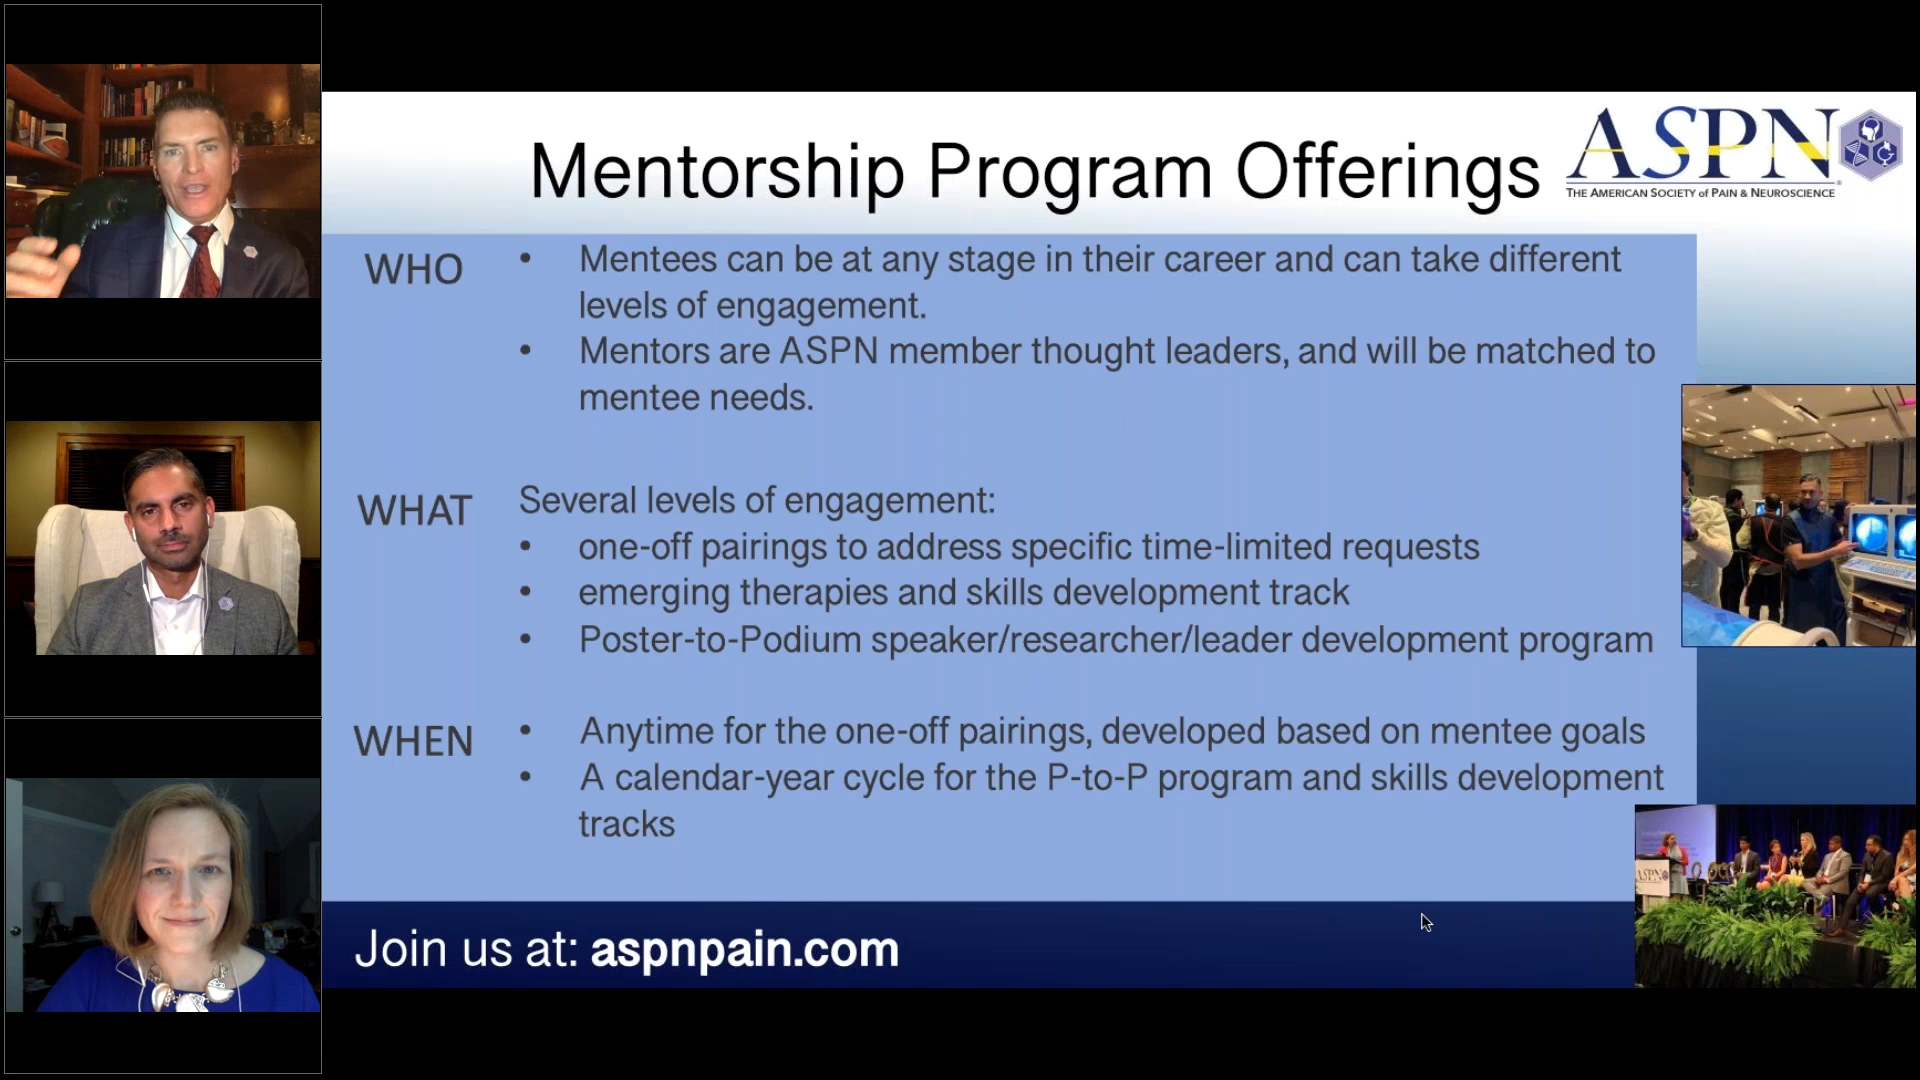 Mentorship Program Offerings
ASPN
THE AMERICAN SOCIETY of PAIN & NEUROSCIENCE
WHO
• Mentees can be at any stage in their career and can take different
levels of engagement.
• Mentors are ASPN member thought leaders, and will be matched to
mentee needs.
WHAT
Several levels of engagement:
• one-off pairings to address specific time-limited requests
• emerging therapies and skills development track
• Poster-to-Podium speaker/researcher/leader development program
WHEN
• Anytime for the one-off pairings, developed based on mentee goals
• A calendar-year cycle for the P-to-P program and skills development
tracks
ASPN
Join us at: aspnpain.com